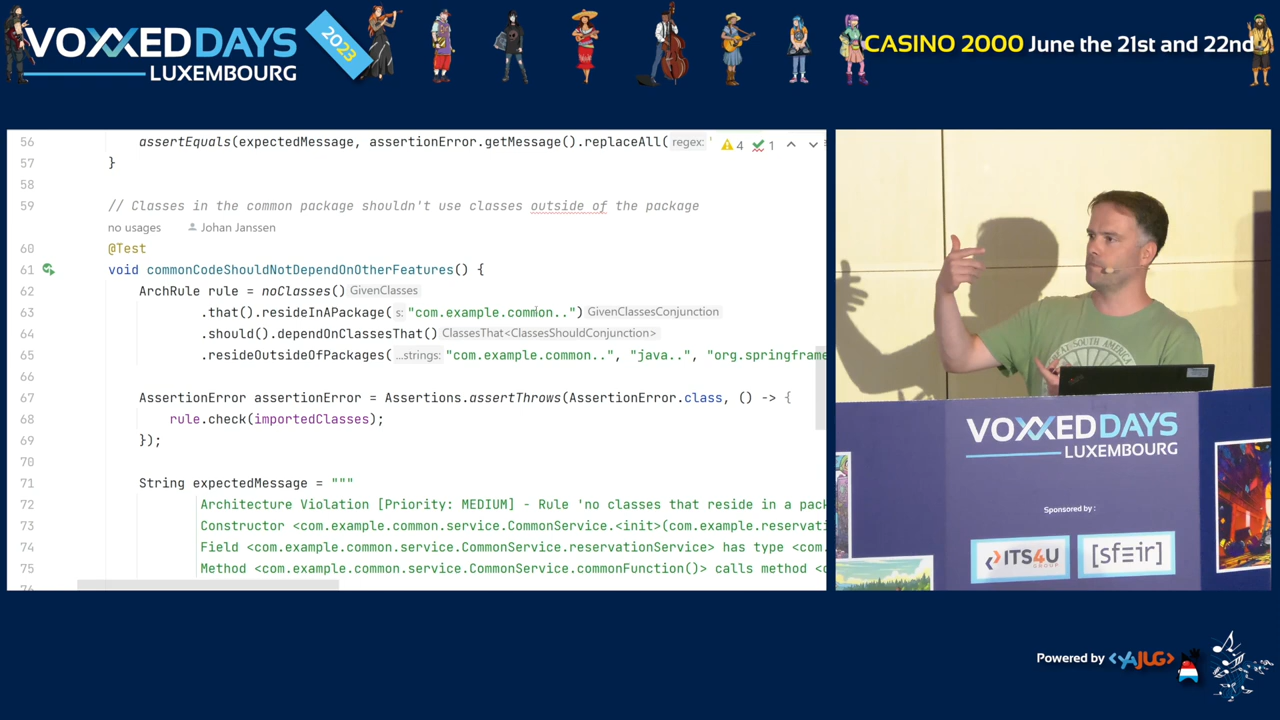 VOXXED DAYS
LUXEMBOURG
2023
CASINO 2000 June the 21st and 22nd
56 assertEquals(expectedMessage, assertionError.getMessage().replaceAll( regex:
4 1
57 }
58
59 // Classes in the common package shouldn't use classes outside of the package
no usages Johan Janssen
60 @Test
61 void commonCodeShouldNotDependOnOtherFeatures() {
62 ArchRule rule = noClasses() GivenClasses
63 .that().resideInAPackage( s: "com.example.common..") GivenClassesConjunction
64 .should().dependOnClassesThat() ClassesThat<ClassesShouldConjunction>
65 .resideOutsideOfPackages( ...strings: "com.example.common..", "java..", "org.springframe
66
67 AssertionError assertionError = Assertions.assertThrows(AssertionError.class, () -> {
68 rule.check(importedClasses);
69 });
70
71 String expectedMessage = """
72 Architecture Violation [Priority: MEDIUM] - Rule 'no classes that reside in a pack
73 Constructor <com.example.common.service.CommonService.<init>(com.example.reservati
74 Field <com.example.common.service.CommonService.reservationService> has type <com.
75 Method <com.example.common.service.CommonService.commonFunction()> calls method <c
VOXXED DAYS
LUXEMBOURG
Sponsored by :
ITS4U
GROUP
[sfeir]
Powered by <YAJUG>